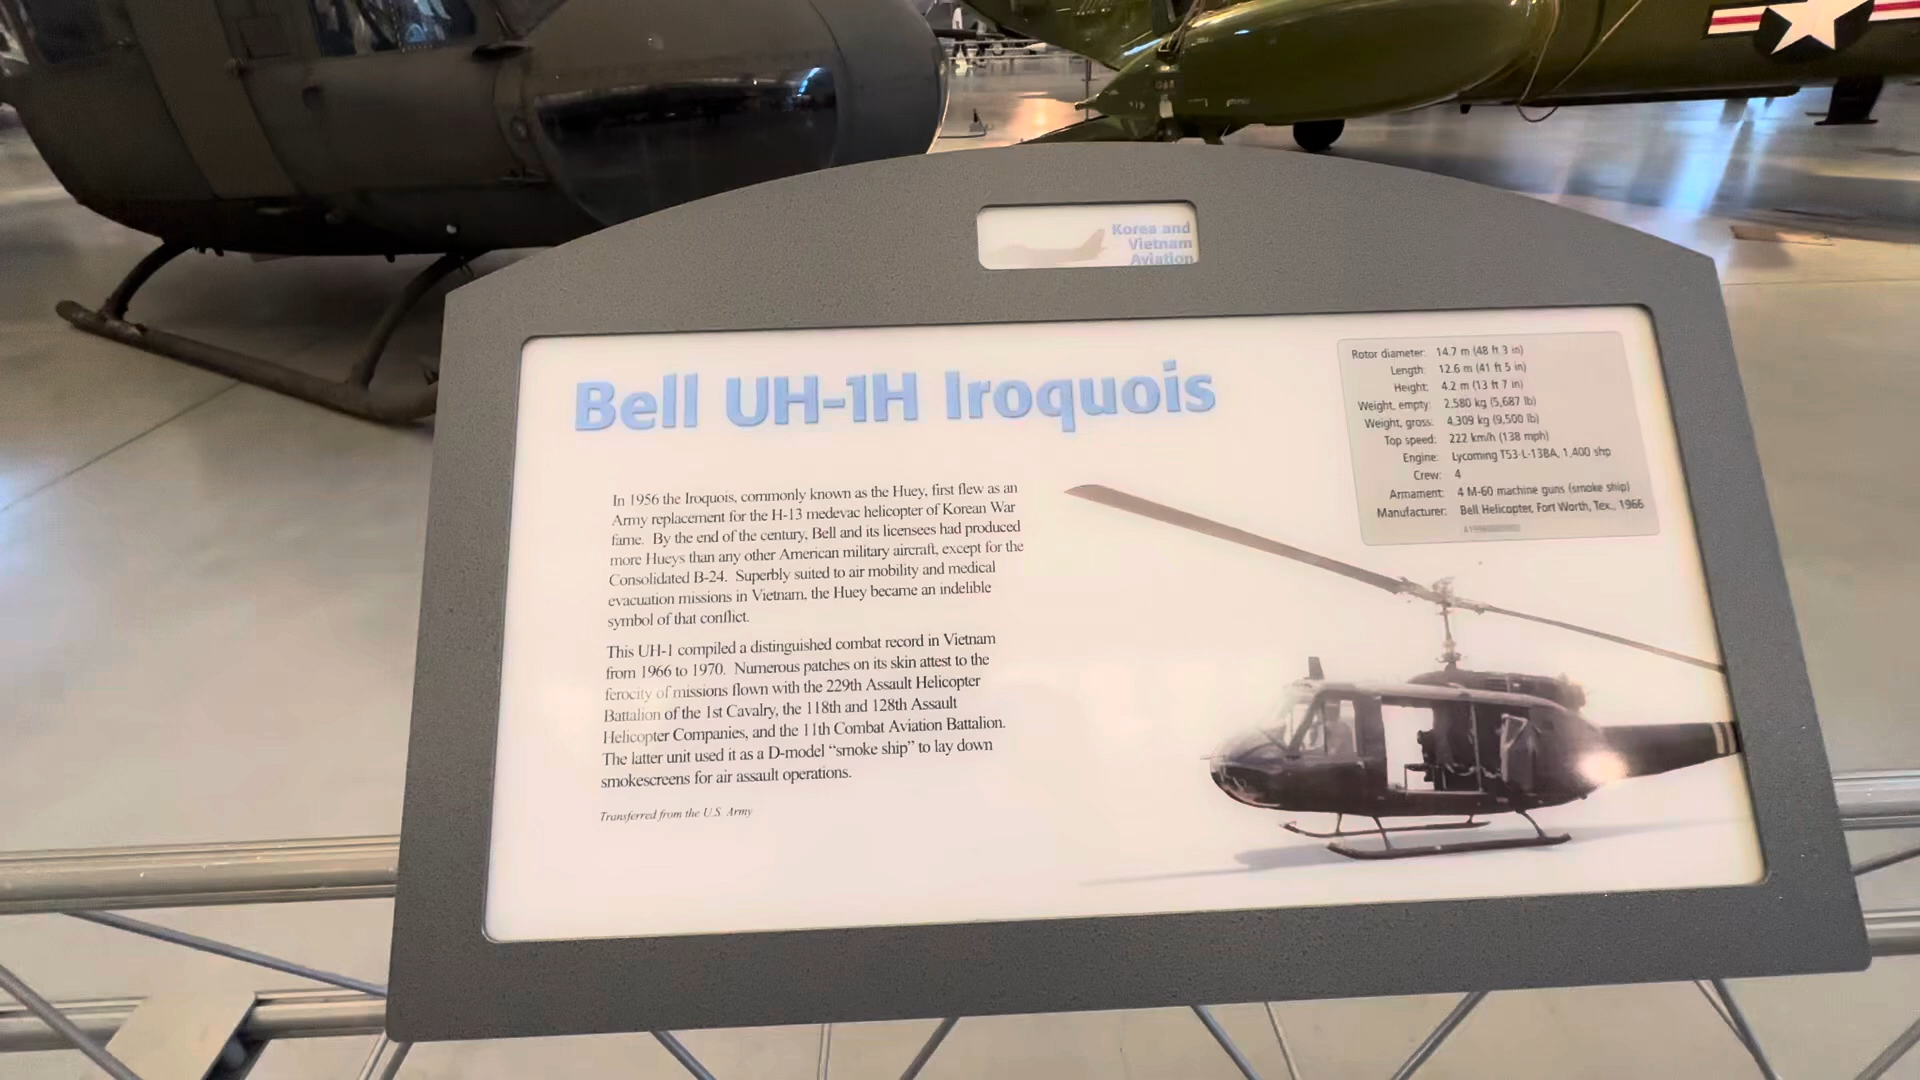 Korea and
Vietnam
Aviation
Bell UH-1H Iroquois
Rotor diameter: 14.7 m (48 ft 3 in)
Length: 12.6 m (41 ft 5 in)
Height: 4.2 m (13 ft 7 in)
Weight, empty: 2,580 kg (5,687 lb)
Weight, gross: 4,309 kg (9,500 lb)
Top speed: 222 km/h (138 mph)
Engine: Lycoming T53-L-13BA, 1,400 shp
Crew: 4
Armament: 4 M-60 machine guns (smoke ship)
Manufacturer: Bell Helicopter, Fort Worth, Tex., 1966
In 1956 the Iroquois, commonly known as the Huey, first flew as an
Army replacement for the H-13 medevac helicopter of Korean War
fame. By the end of the century, Bell and its licensees had produced
more Hueys than any other American military aircraft, except for the
Consolidated B-24. Superbly suited to air mobility and medical
evacuation missions in Vietnam, the Huey became an indelible
symbol of that conflict.
This UH-1 compiled a distinguished combat record in Vietnam
from 1966 to 1970. Numerous patches on its skin attest to the
ferocity of missions flown with the 229th Assault Helicopter
Battalion of the 1st Cavalry, the 118th and 128th Assault
Helicopter Companies, and the 11th Combat Aviation Battalion.
The latter unit used it as a D-model “smoke ship” to lay down
smokescreens for air assault operations.
Transferred from the U.S. Army